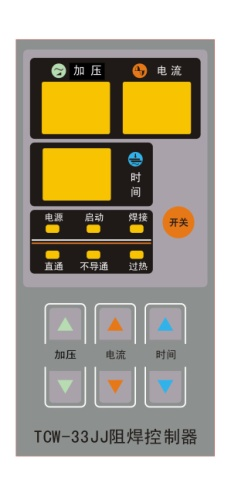 加压 电流
时间
电源 启动 焊接
开关
直通 不导通 过热
加压 电流 时间
TCW-33JJ阻焊控制器